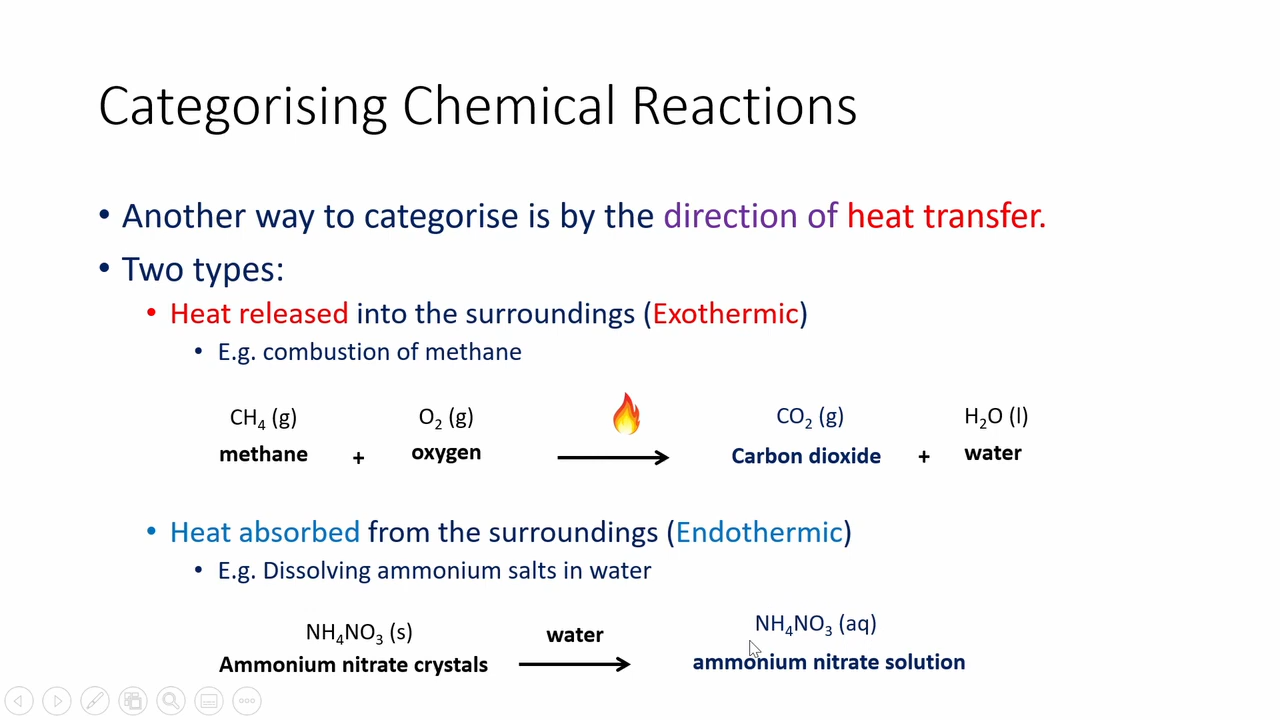 Categorising Chemical Reactions
• Another way to categorise is by the direction of heat transfer.
• Two types:
• Heat released into the surroundings (Exothermic)
• E.g. combustion of methane
CH₄ (g) O₂ (g) CO₂ (g) H₂O (l)
methane + oxygen Carbon dioxide + water
• Heat absorbed from the surroundings (Endothermic)
• E.g. Dissolving ammonium salts in water
NH₄NO₃ (s) water NH₄NO₃ (aq)
Ammonium nitrate crystals ammonium nitrate solution